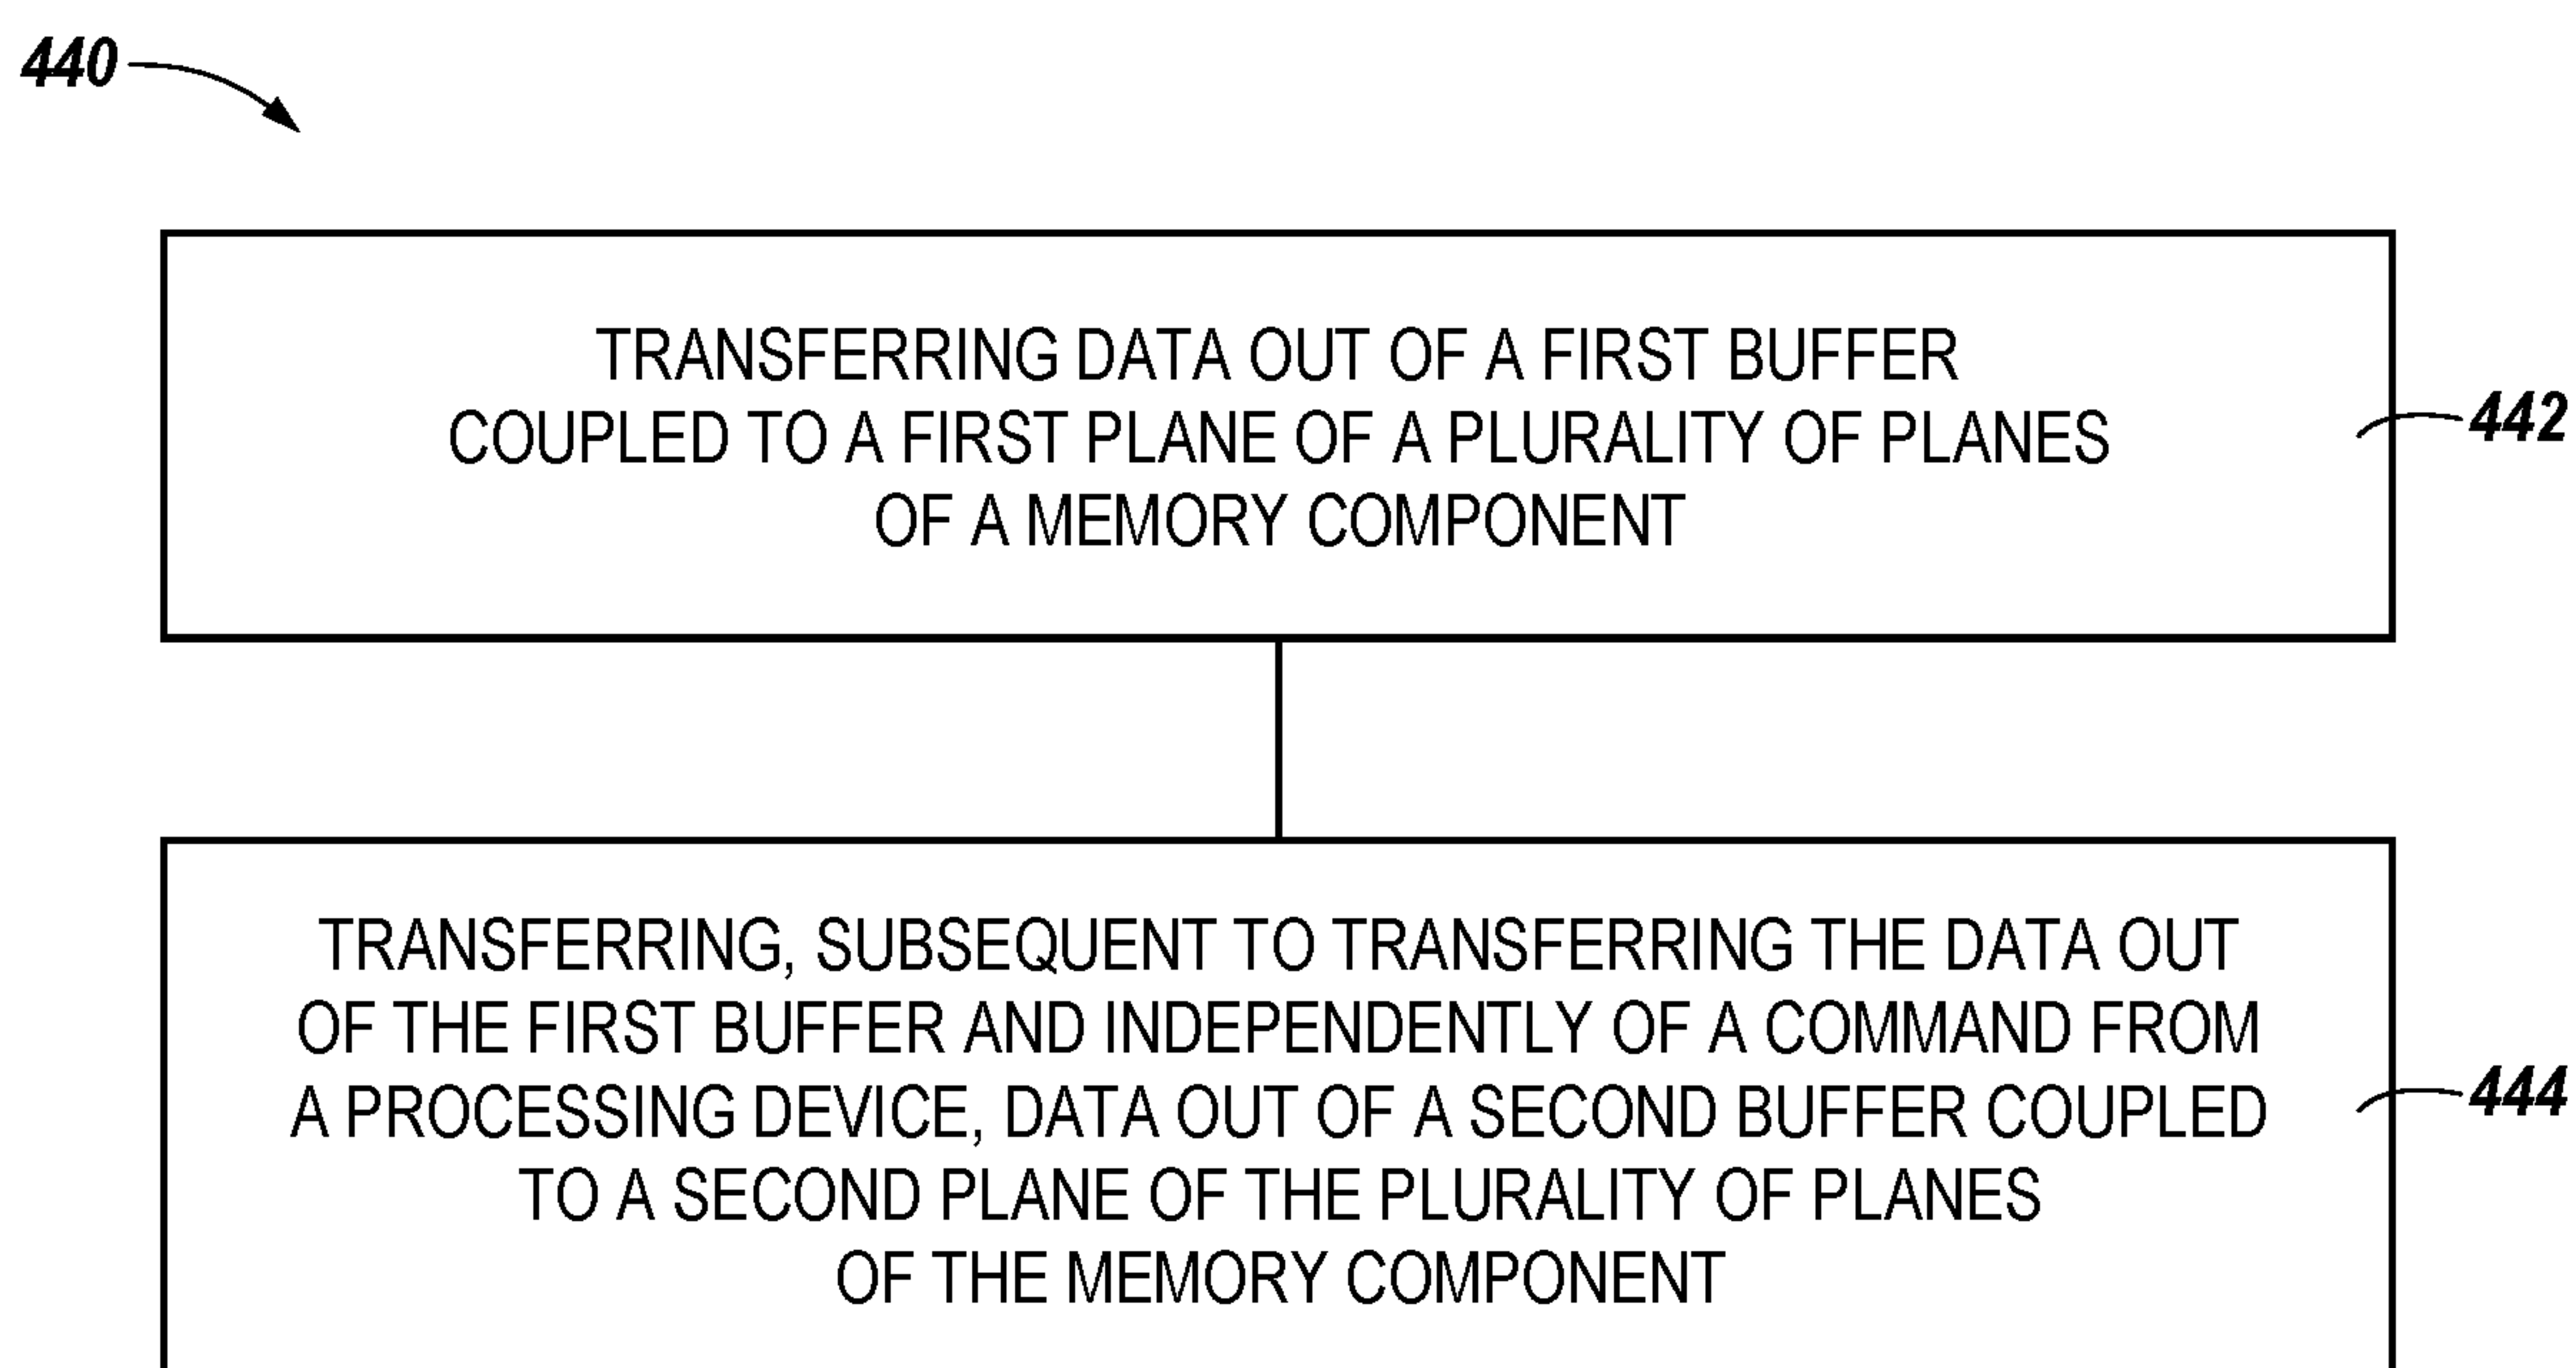 440
TRANSFERRING DATA OUT OF A FIRST BUFFER
COUPLED TO A FIRST PLANE OF A PLURALITY OF PLANES
OF A MEMORY COMPONENT
442
TRANSFERRING, SUBSEQUENT TO TRANSFERRING THE DATA OUT
OF THE FIRST BUFFER AND INDEPENDENTLY OF A COMMAND FROM
A PROCESSING DEVICE, DATA OUT OF A SECOND BUFFER COUPLED
TO A SECOND PLANE OF THE PLURALITY OF PLANES
OF THE MEMORY COMPONENT
444